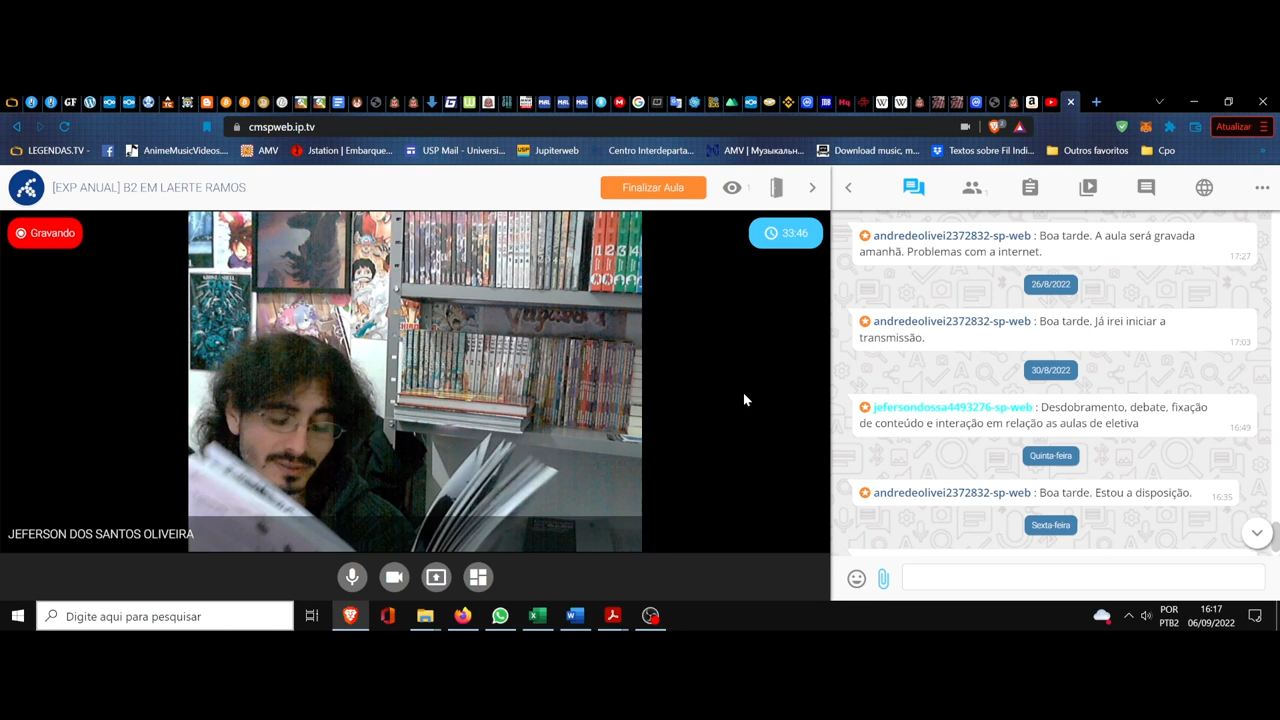 cmspweb.ip.tv
2
Atualizar
LEGENDAS.TV -
AnimeMusicVideos....
AMV
Jstation | Embarque...
USP Mail - Universi...
Jupiterweb
Centro Interdeparta...
AMV | Музыкальн...
Download music, m...
Textos sobre Fil Indi...
Outros favoritos
Cpo
[EXP ANUAL] B2 EM LAERTE RAMOS
Finalizar Aula
1
1
Gravando
33:46
JEFERSON DOS SANTOS OLIVEIRA
andredeolivei2372832-sp-web : Boa tarde. A aula será gravada
amanhã. Problemas com a internet.
17:27
26/8/2022
andredeolivei2372832-sp-web : Boa tarde. Já irei iniciar a
transmissão.
17:03
30/8/2022
jefersondossa4493276-sp-web : Desdobramento, debate, fixação
de conteúdo e interação em relação as aulas de eletiva
16:49
Quinta-feira
andredeolivei2372832-sp-web : Boa tarde. Estou a disposição.
16:35
Sexta-feira
Digite aqui para pesquisar
POR
PTB2
16:17
06/09/2022